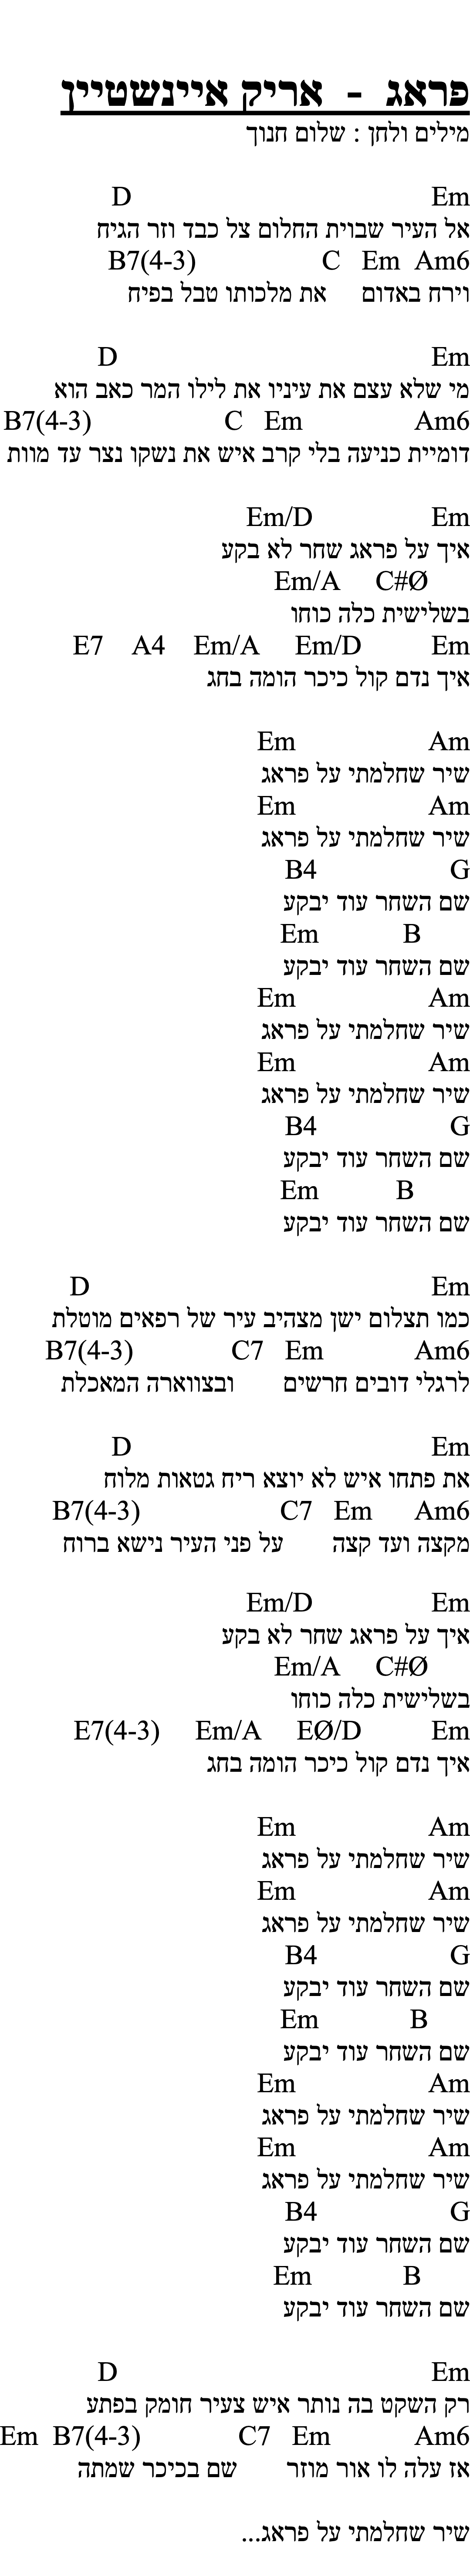 פראג - אריק איינשטיין
מילים ולחן : שלום חנוך
Em D
אל העיר שבוית החלום צל כבד וזר הגיח
Am6 Em C B7(4-3)
וירח באדום את מלכותו טבל בפיח
Em D
מי שלא עצם את עיניו את לילו המר כאב הוא
Am6 Em C B7(4-3)
דומיית כניעה בלי קרב איש את נשקו נצר עד מוות
Em Em/D
איך על פראג שחר לא בקע
C#Ø Em/A
בשלישית כלה כוחו
Em Em/D Em/A A4 E7
איך נדם קול כיכר הומה בחג
Am Em
שיר שחלמתי על פראג
Am Em
שיר שחלמתי על פראג
G B4
שם השחר עוד יבקע
B Em
שם השחר עוד יבקע
Am Em
שיר שחלמתי על פראג
Am Em
שיר שחלמתי על פראג
G B4
שם השחר עוד יבקע
B Em
שם השחר עוד יבקע
Em D
כמו תצלום ישן מצהיב עיר של רפאים מוטלת
Am6 Em C7 B7(4-3)
לרגלי דובים חרשים ובצווארה המאכלת
Em D
את פתחו איש לא יוצא ריח גטאות מלוח
Am6 Em C7 B7(4-3)
מקצה ועד קצה על פני העיר נישא ברוח
Em Em/D
איך על פראג שחר לא בקע
C#Ø Em/A
בשלישית כלה כוחו
Em EØ/D Em/A E7(4-3)
איך נדם קול כיכר הומה בחג
Am Em
שיר שחלמתי על פראג
Am Em
שיר שחלמתי על פראג
G B4
שם השחר עוד יבקע
B Em
שם השחר עוד יבקע
Am Em
שיר שחלמתי על פראג
Am Em
שיר שחלמתי על פראג
G B4
שם השחר עוד יבקע
B Em
שם השחר עוד יבקע
Em D
רק השקט בה נותר איש צעיר חומק בפתע
Am6 Em C7 B7(4-3) Em
אז עלה לו אור מוזר שם בכיכר שמתה
שיר שחלמתי על פראג...